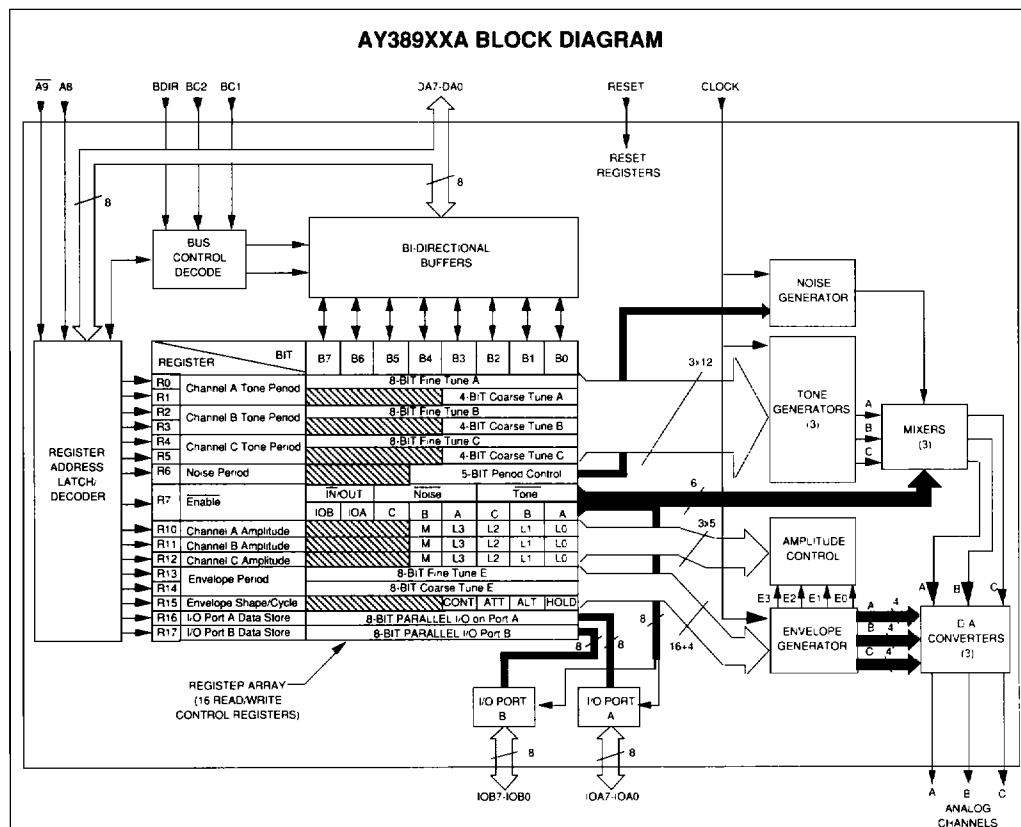 AY389XXA BLOCK DIAGRAM
A9 A8 BDIR BC2 BC1 DA7-DA0 RESET CLOCK
RESET
REGISTERS
8
8
BUS
CONTROL
DECODE
BI-DIRECTIONAL
BUFFERS
NOISE
GENERATOR
REGISTER BIT B7 B6 B5 B4 B3 B2 B1 B0
R0 Channel A Tone Period 8-BIT Fine Tune A
R1 4-BIT Coarse Tune A
R2 Channel B Tone Period 8-BIT Fine Tune B
R3 4-BIT Coarse Tune B
R4 Channel C Tone Period 8-BIT Fine Tune C
R5 4-BIT Coarse Tune C
R6 Noise Period 5-BIT Period Control
R7 Enable IN/OUT Noise Tone
IOB IOA C B A C B A
R10 Channel A Amplitude M L3 L2 L1 L0
R11 Channel B Amplitude M L3 L2 L1 L0
R12 Channel C Amplitude M L3 L2 L1 L0
R13 Envelope Period 8-BIT Fine Tune E
R14 8-BIT Coarse Tune E
R15 Envelope Shape/Cycle CONT ATT ALT HOLD
R16 I/O Port A Data Store 8-BIT PARALLEL I/O on Port A
R17 I/O Port B Data Store 8-BIT PARALLEL I/O Port B
REGISTER
ADDRESS
LATCH/
DECODER
3x12
TONE
GENERATORS
(3)
A
B
C
MIXERS
(3)
6
3x5
AMPLITUDE
CONTROL
E3 E2 E1 E0
A B C
ENVELOPE
GENERATOR
A 4
B 4
C 4
D/A
CONVERTERS
(3)
8
16+4
8 8
REGISTER ARRAY
(16 READ/WRITE
CONTROL REGISTERS)
I/O PORT
B
I/O PORT
A
8 8
IOB7-IOB0 IOA7-IOA0
A B C
ANALOG
CHANNELS